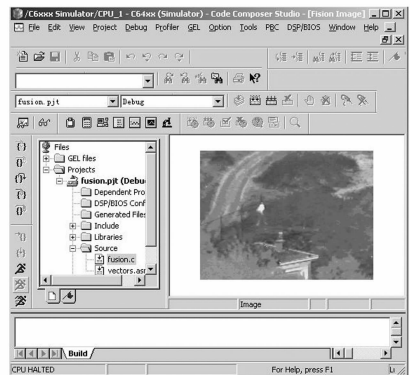 /C6xxx Simulator/CPU_1 - C64xx (Simulator) - Code Composer Studio - [Fision Image]
File Edit View Project Debug Profiler GEL Option Tools PBC DSP/BIOS Window Help
fusion.pjt
Debug
Files
GEL files
Projects
fusion.pjt (Debu
Dependent Pro
DSP/BIOS Conf
Generated Files
Include
Libraries
Source
fusion.c
vectors.asm
Image
Build
CPU HALTED
For Help, press F1